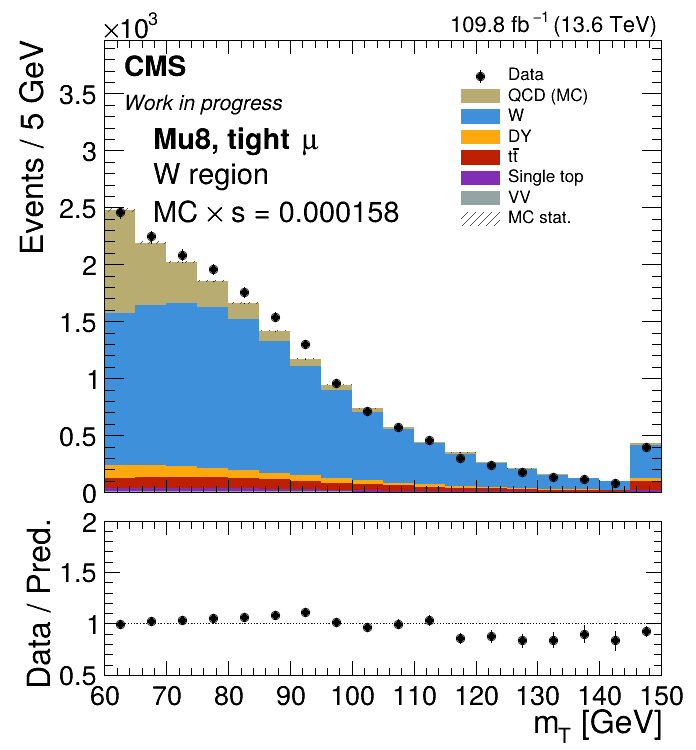 ×10³
109.8 fb⁻¹ (13.6 TeV)
CMS
Work in progress
Mu8, tight μ
W region
MC × s = 0.000158
Data
QCD (MC)
W
DY
tt̄
Single top
VV
MC stat.
Events / 5 GeV
3.5
3
2.5
2
1.5
1
0.5
0
Data / Pred.
2
1.5
1
0.5
60 70 80 90 100 110 120 130 140 150
m_T [GeV]